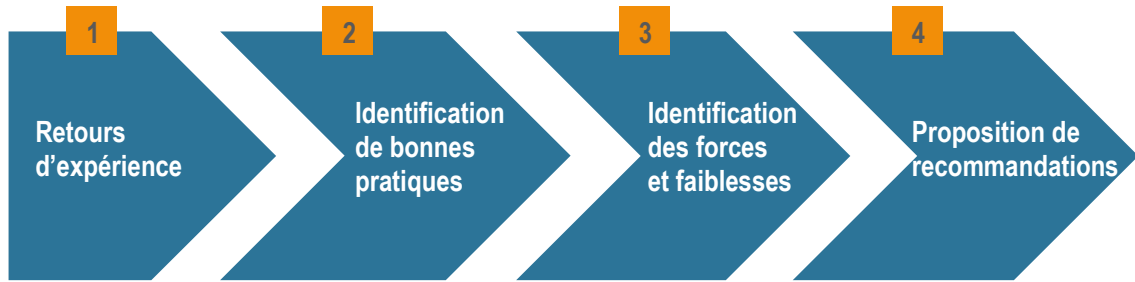 1
Retours
d'expérience
2
Identification
de bonnes
pratiques
3
Identification
des forces
et faiblesses
4
Proposition de
recommandations